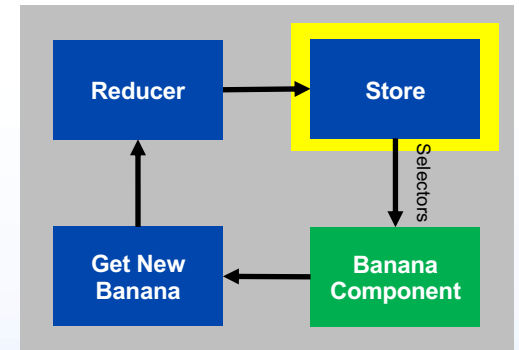 Reducer
Store
Selectors
Get New
Banana
Banana
Component